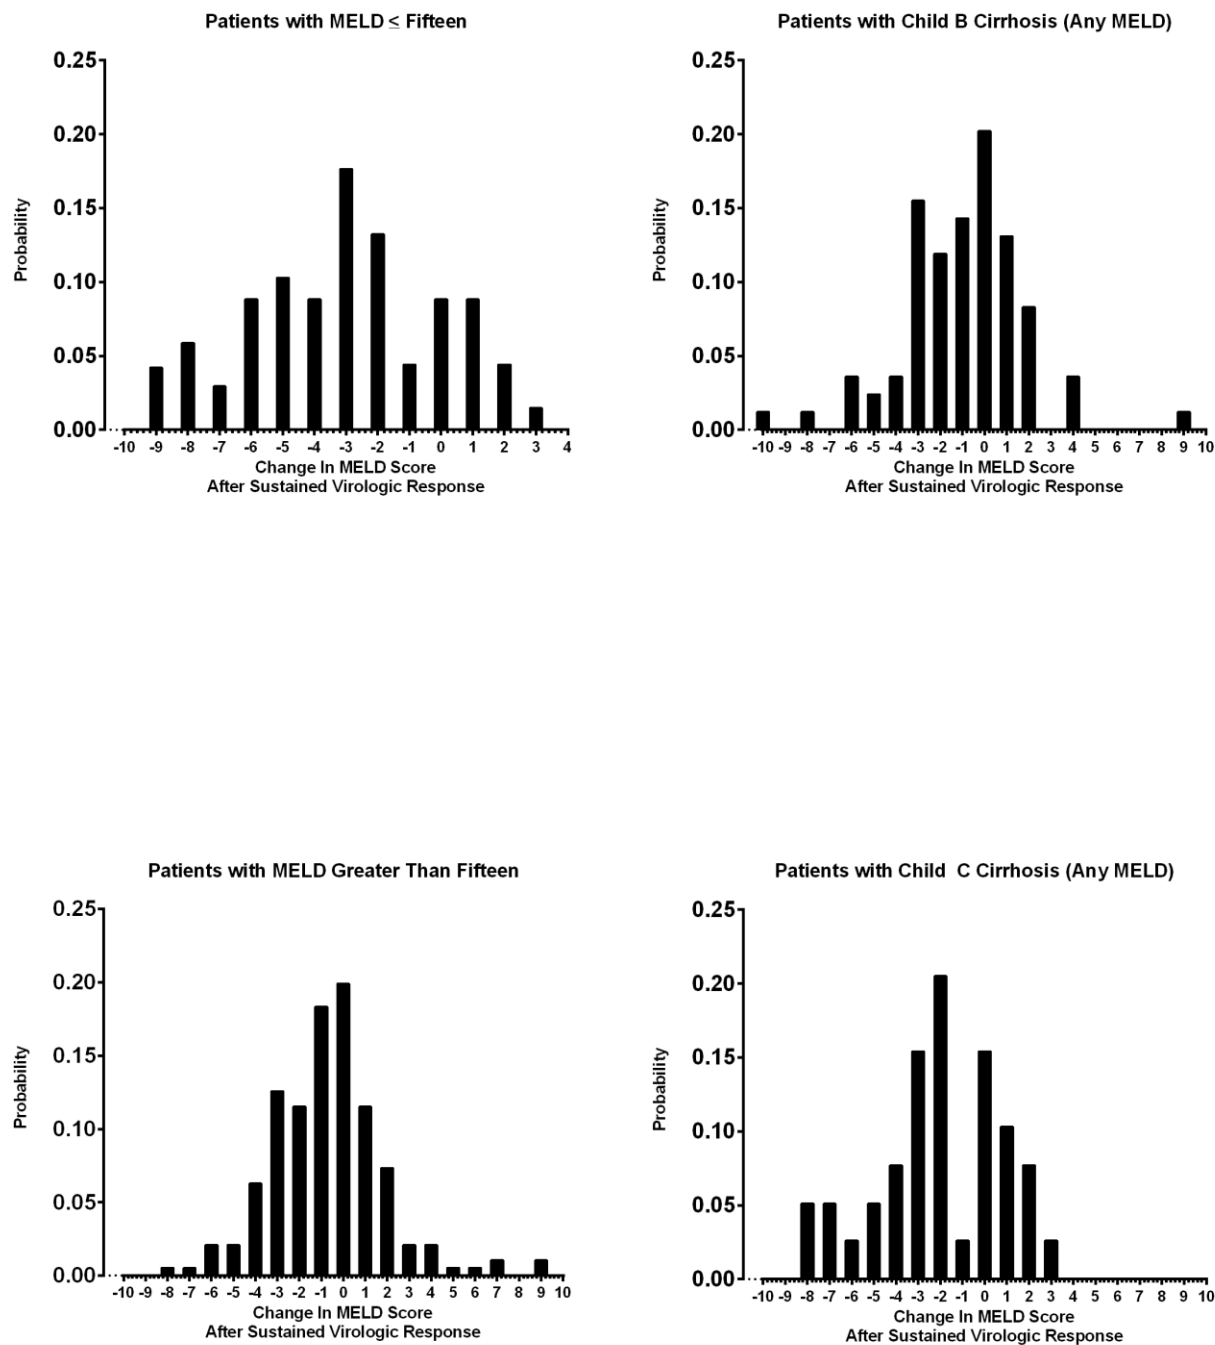 Patients with MELD ≤ Fifteen
0.25
0.20
0.15
0.10
0.05
0.00
Probability
-10 -9 -8 -7 -6 -5 -4 -3 -2 -1 0 1 2 3 4
Change In MELD Score
After Sustained Virologic Response
Patients with Child B Cirrhosis (Any MELD)
0.25
0.20
0.15
0.10
0.05
0.00
Probability
-10 -9 -8 -7 -6 -5 -4 -3 -2 -1 0 1 2 3 4 5 6 7 8 9 10
Change In MELD Score
After Sustained Virologic Response
Patients with MELD Greater Than Fifteen
0.25
0.20
0.15
0.10
0.05
0.00
Probability
-10 -9 -8 -7 -6 -5 -4 -3 -2 -1 0 1 2 3 4 5 6 7 8 9 10
Change In MELD Score
After Sustained Virologic Response
Patients with Child  C Cirrhosis (Any MELD)
0.25
0.20
0.15
0.10
0.05
0.00
Probability
-10 -9 -8 -7 -6 -5 -4 -3 -2 -1 0 1 2 3 4 5 6 7 8 9 10
Change In MELD Score
After Sustained Virologic Response